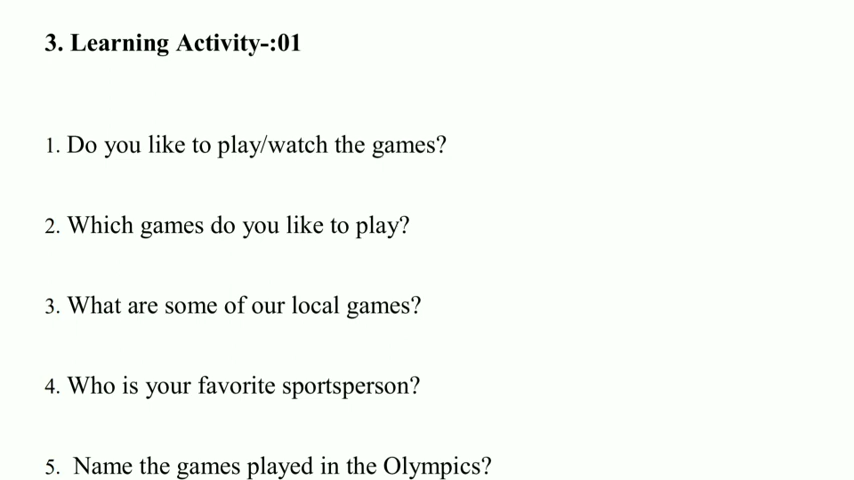 3. Learning Activity-:01
1. Do you like to play/watch the games?
2. Which games do you like to play?
3. What are some of our local games?
4. Who is your favorite sportsperson?
5. Name the games played in the Olympics?